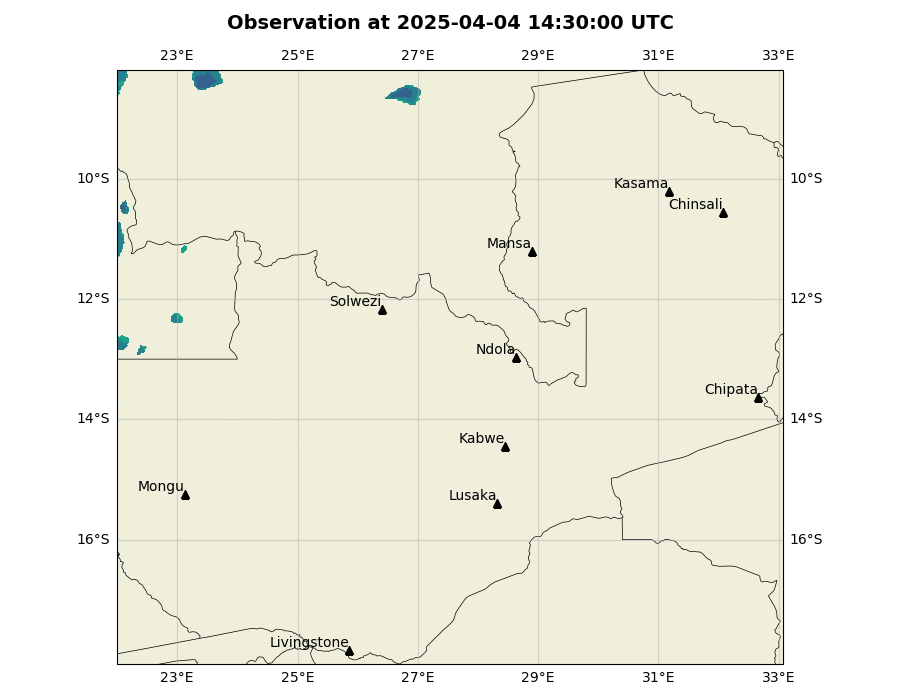 Observation at 2025-04-04 14:30:00 UTC
23°E 25°E 27°E 29°E 31°E 33°E
10°S 10°S
Kasama
Chinsali
Mansa
12°S 12°S
Solwezi
Ndola
Chipata
14°S 14°S
Kabwe
Mongu
Lusaka
16°S 16°S
Livingstone
23°E 25°E 27°E 29°E 31°E 33°E